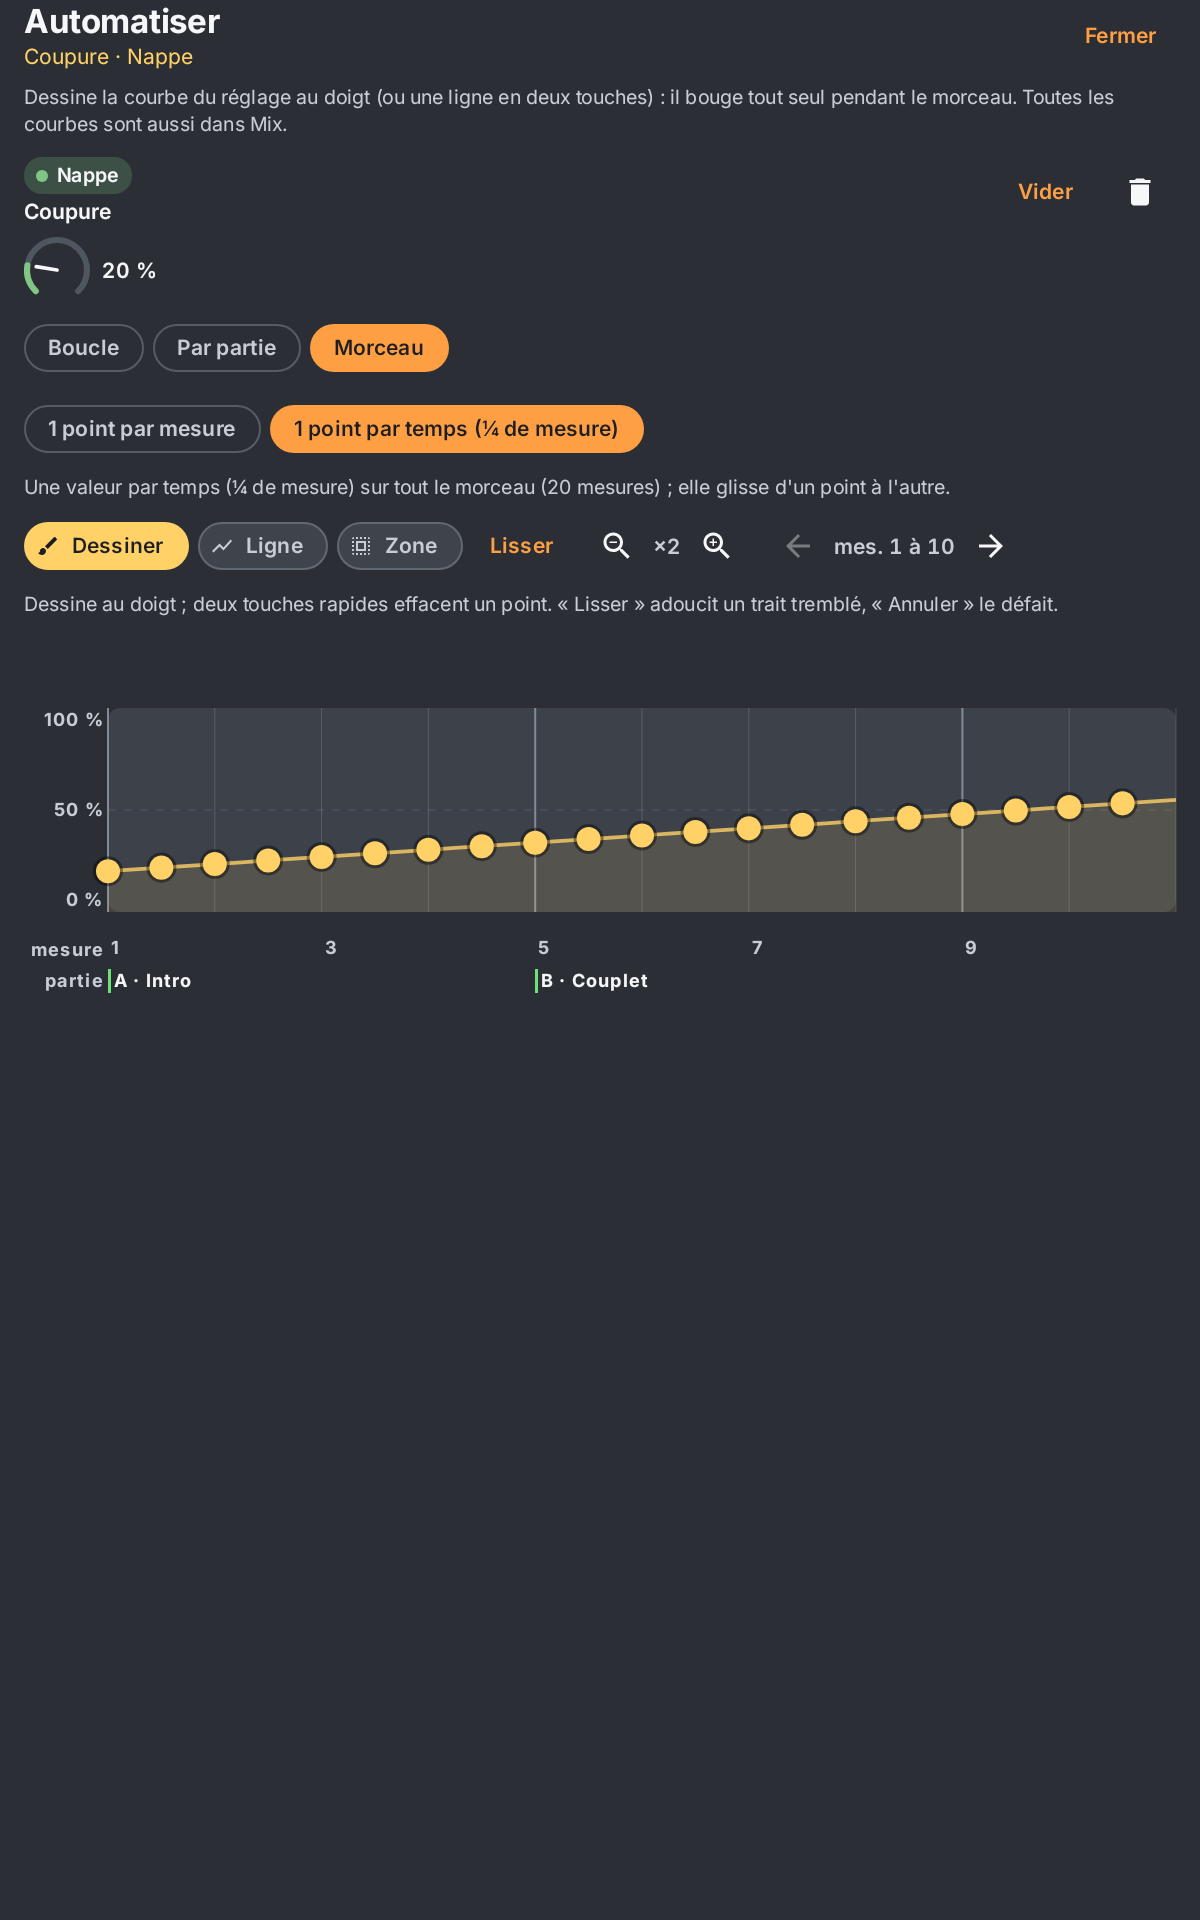 Automatiser
Fermer
Coupure · Nappe
Dessine la courbe du réglage au doigt (ou une ligne en deux touches) : il bouge tout seul pendant le morceau. Toutes les
courbes sont aussi dans Mix.
Nappe
Vider
Coupure
20 %
Boucle Par partie Morceau
1 point par mesure 1 point par temps (¼ de mesure)
Une valeur par temps (¼ de mesure) sur tout le morceau (20 mesures) ; elle glisse d'un point à l'autre.
Dessiner Ligne Zone Lisser ×2 mes. 1 à 10
Dessine au doigt ; deux touches rapides effacent un point. « Lisser » adoucit un trait tremblé, « Annuler » le défait.
100 %
50 %
0 %
mesure 1 3 5 7 9
partie A · Intro B · Couplet